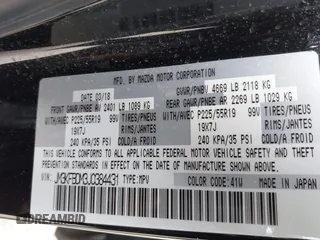 MFD. BY MAZDA MOTOR CORPORATION
DATE 03/18 GVWR/PNBV 4669 LB 2118 KG
FRONT GAWR/PNBE AV 2401 LB 1089 KG REAR GAWR/PNBE AR 2269 LB 1029 KG
WITH/AVEC P225/55R19 99V TIRES/PNEUS WITH/AVEC P225/55R19 99V TIRES/PNEUS
19X7J RIMS/JANTES 19X7J RIMS/JANTES
240 KPA/35 PSI COLD/À FROID 240 KPA/35 PSI COLD/À FROID
THIS VEHICLE CONFORMS TO ALL APPLICABLE FEDERAL MOTOR VEHICLE SAFETY, BUMPER,
AND THEFT PREVENTION STANDARDS IN EFFECT ON THE DATE OF
MANUFACTURE SHOWN ABOVE.
VIN: JM3KFBDM3J0384431 TYPE:MPV
COLOR: 41W MADE IN JAPAN
DREAMBID